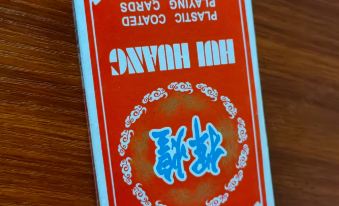 辉煌
HUI HUANG
PLASTIC COATED
PLAYING CARDS